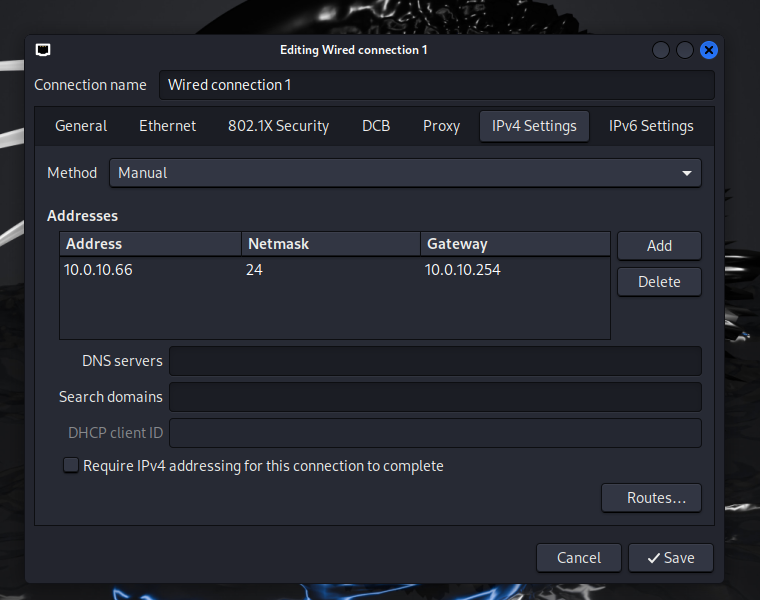 Editing Wired connection 1
Connection name Wired connection 1
General Ethernet 802.1X Security DCB Proxy IPv4 Settings IPv6 Settings
Method Manual
Addresses
Address Netmask Gateway Add
10.0.10.66 24 10.0.10.254
Delete
DNS servers
Search domains
DHCP client ID
Require IPv4 addressing for this connection to complete
Routes…
Cancel Save